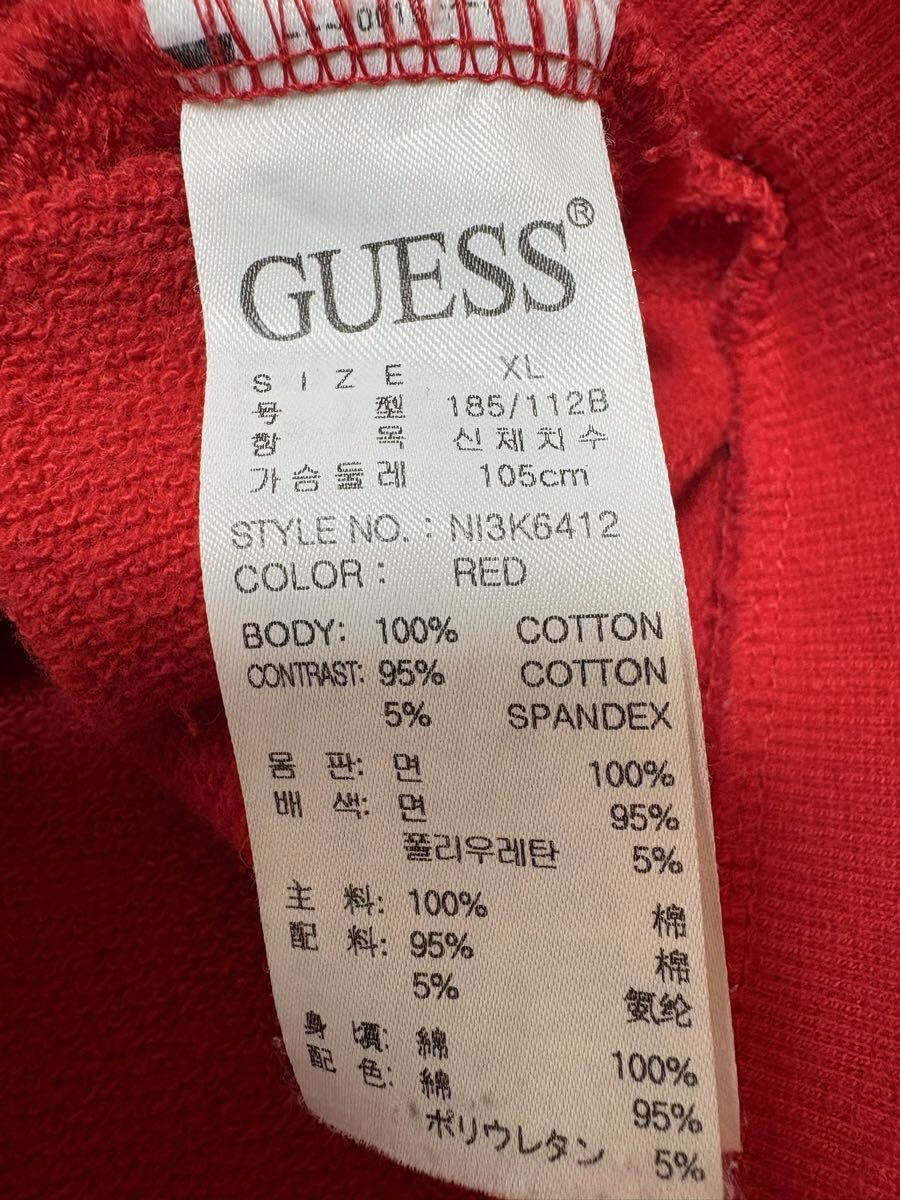 GUESS®
SIZE XL
호 型 185/112B
항 목 신체치수
가슴둘레 105cm
STYLE NO. : NI3K6412
COLOR : RED
BODY: 100% COTTON
CONTRAST: 95% COTTON
5% SPANDEX
몸 판: 면 100%
배 색: 면 95%
폴리우레탄 5%
主 料: 100% 棉
配 料: 95% 棉
5% 氨纶
身 頃: 綿 100%
配 色: 綿 95%
ポリウレタン 5%